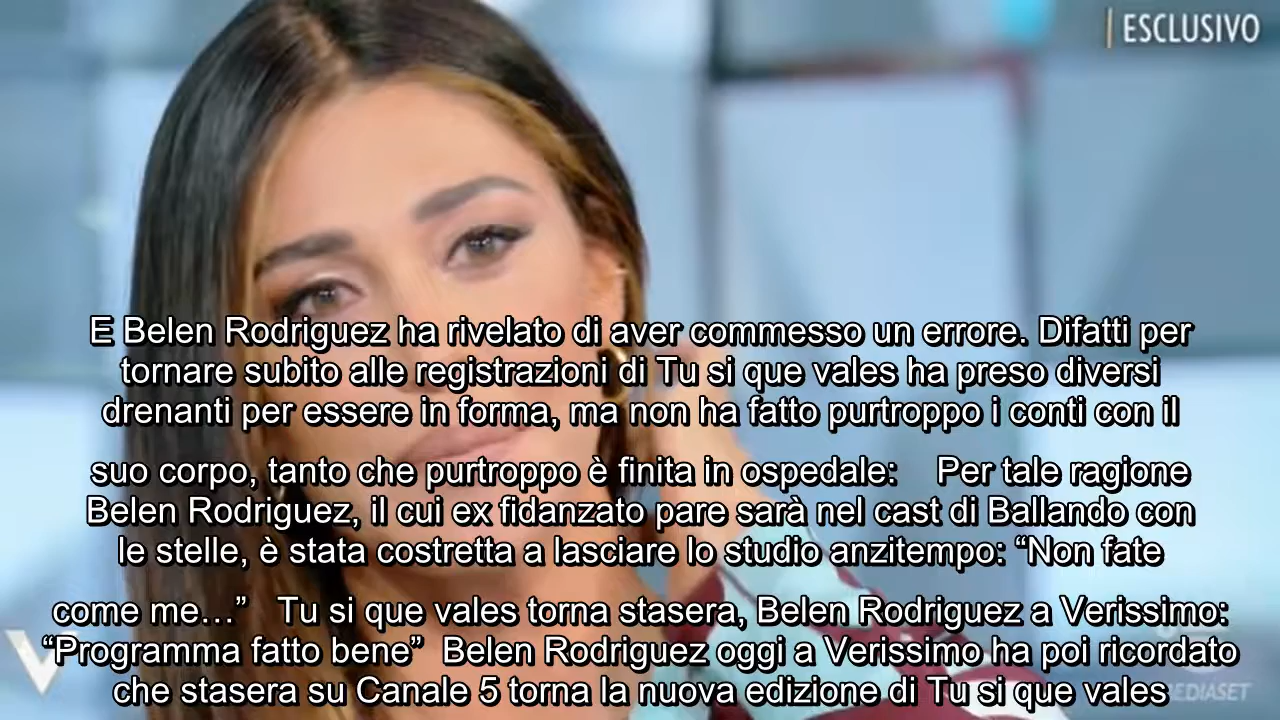 | ESCLUSIVO
E Belen Rodriguez ha rivelato di aver commesso un errore. Difatti per
tornare subito alle registrazioni di Tu si que vales ha preso diversi
drenanti per essere in forma, ma non ha fatto purtroppo i conti con il
suo corpo, tanto che purtroppo è finita in ospedale: Per tale ragione
Belen Rodriguez, il cui ex fidanzato pare sarà nel cast di Ballando con
le stelle, è stata costretta a lasciare lo studio anzitempo: “Non fate
come me…” Tu si que vales torna stasera, Belen Rodriguez a Verissimo:
“Programma fatto bene” Belen Rodriguez oggi a Verissimo ha poi ricordato
che stasera su Canale 5 torna la nuova edizione di Tu si que vales
V
MEDIASET